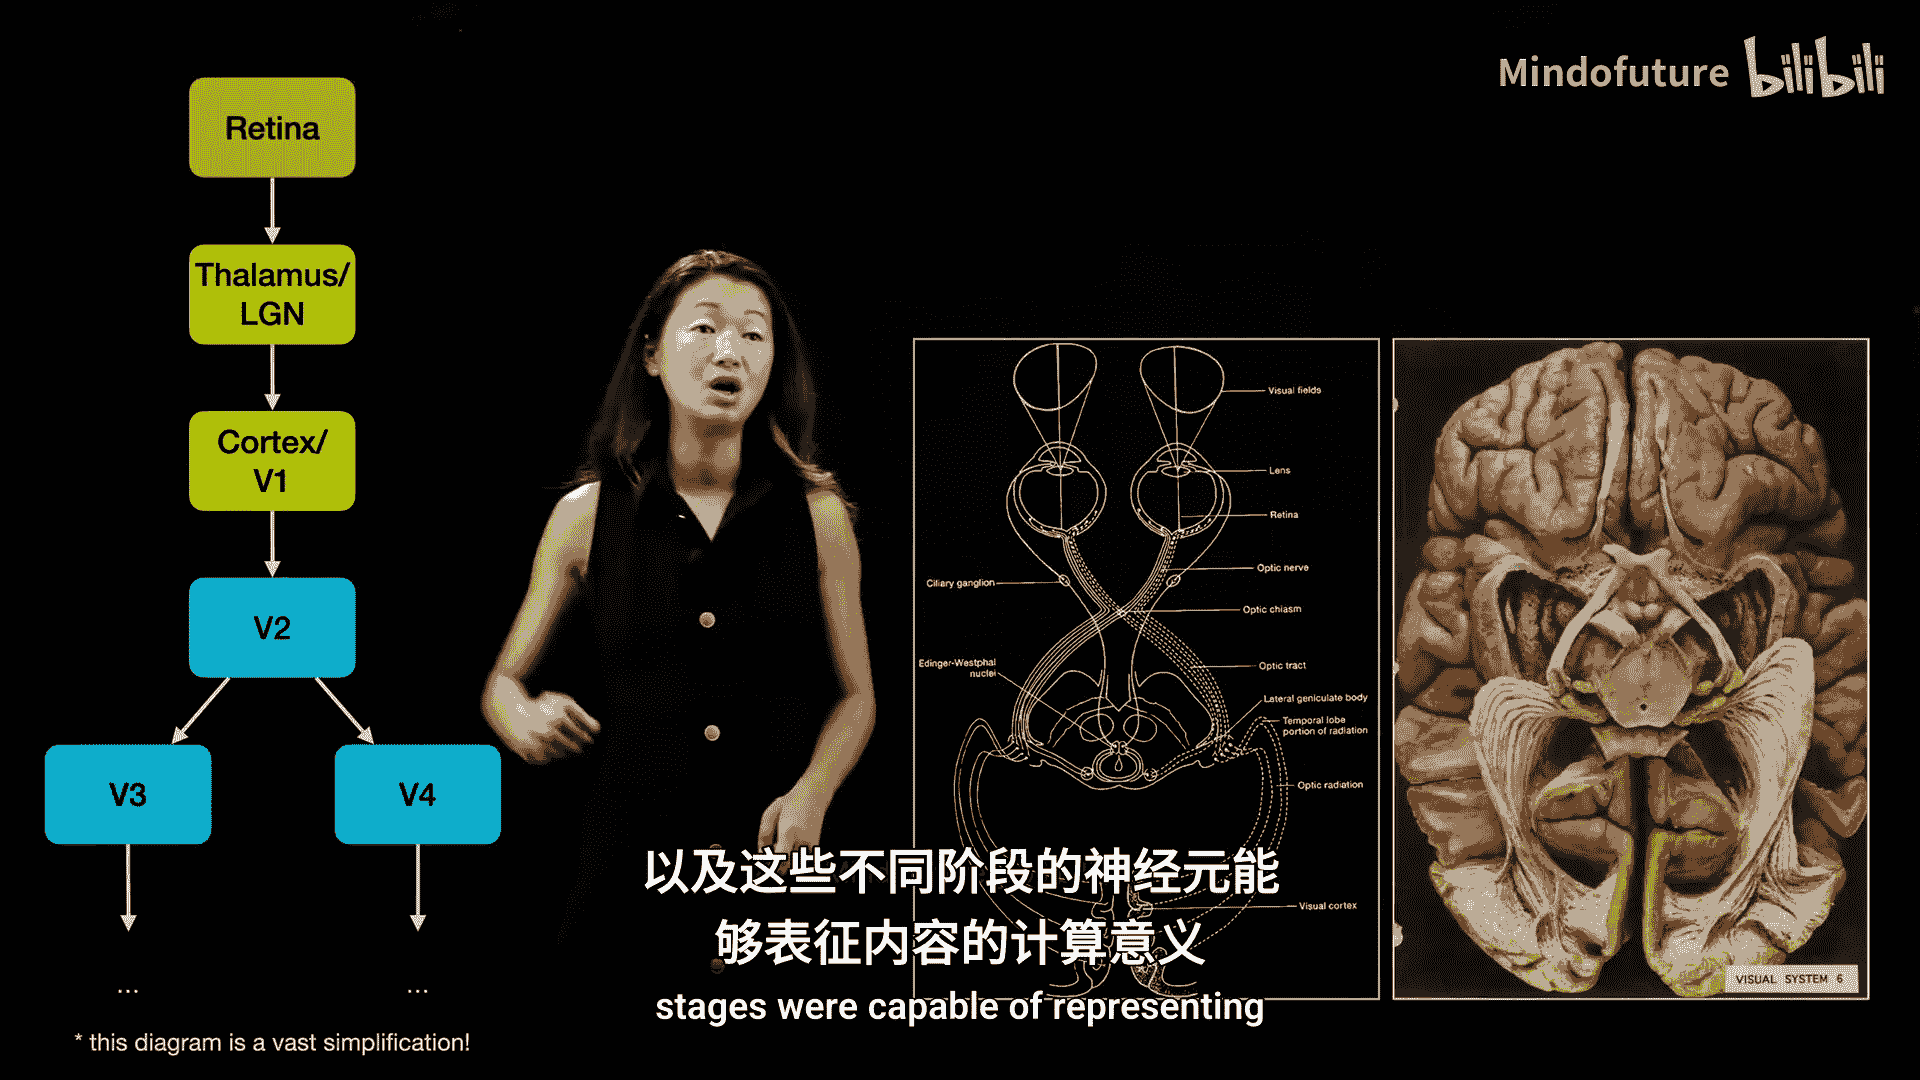 Mindofuture bilibili
Retina
Thalamus/
LGN
Cortex/
V1
V2
V3
V4
...
...
* this diagram is a vast simplification!
Visual fields
Lens
Retina
Optic nerve
Ciliary ganglion
Optic chiasm
Edinger-Westphal
nuclei
Optic tract
Lateral geniculate body
Temporal lobe
portion of radiation
Optic radiation
Visual cortex
VISUAL SYSTEM 6
以及这些不同阶段的神经元能
够表征内容的计算意义
stages were capable of representing